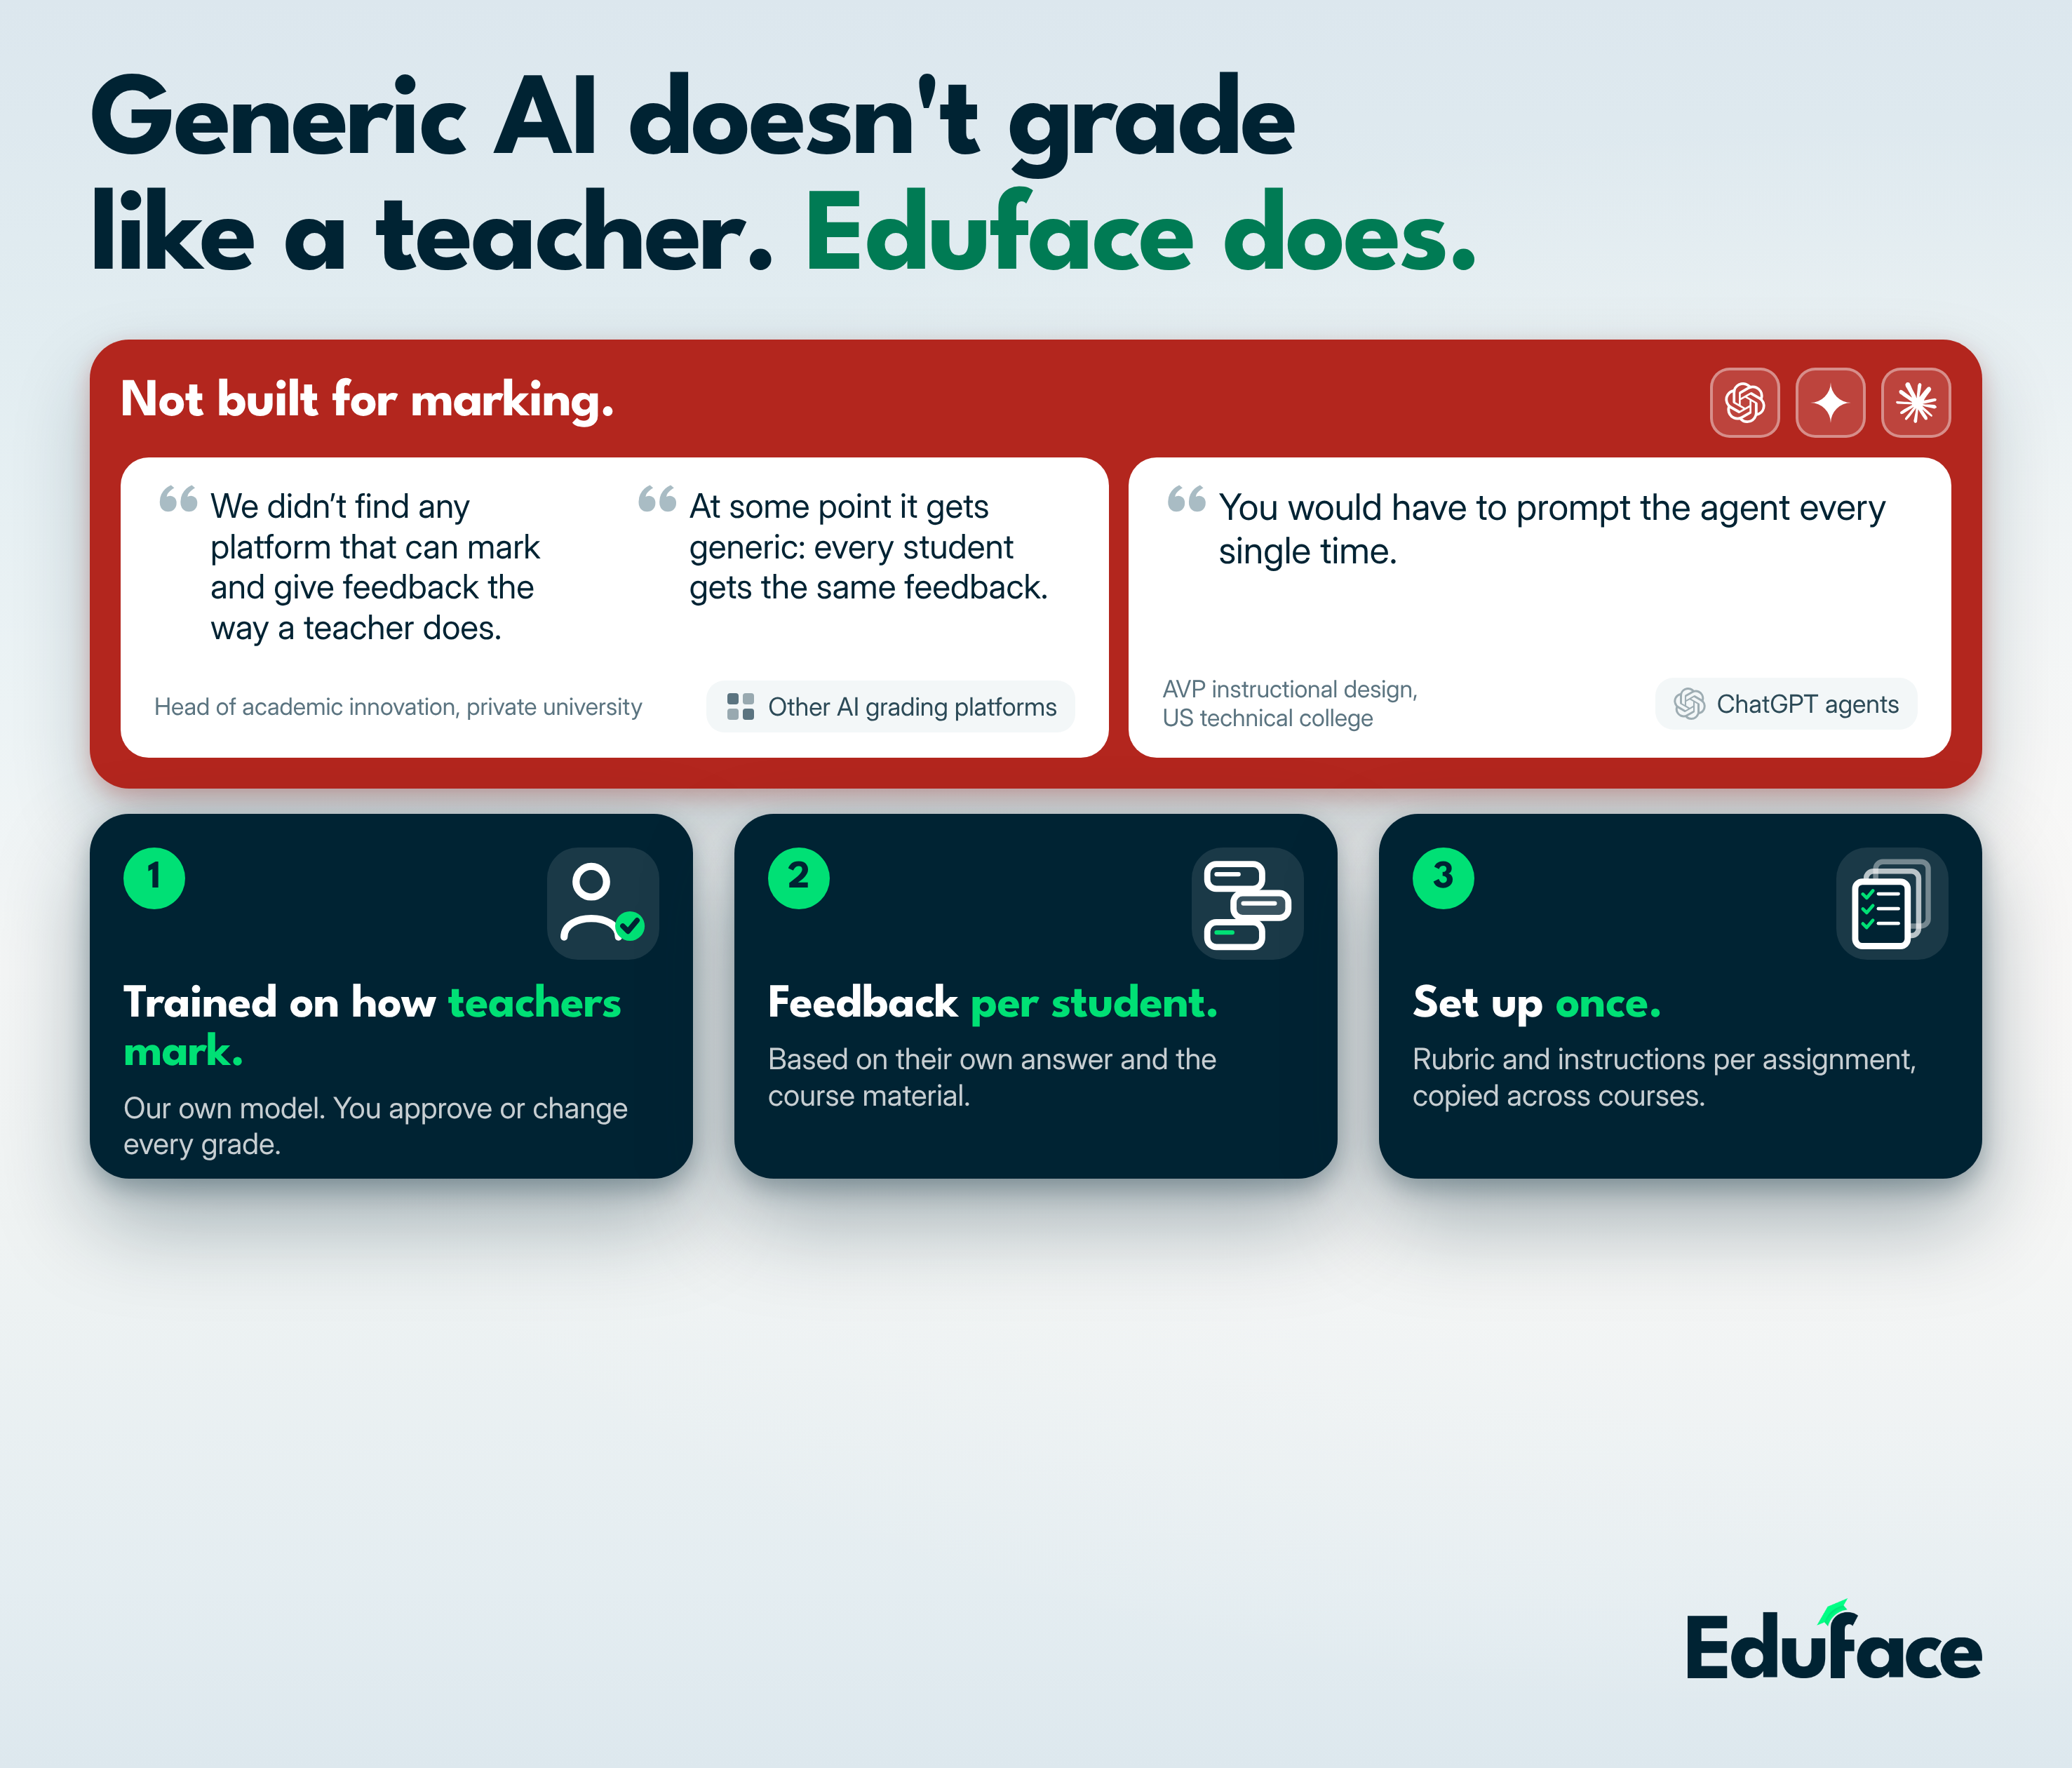 Generic AI doesn't grade
like a teacher. Eduface does.
Not built for marking.
“ We didn’t find any
platform that can mark
and give feedback the
way a teacher does.
“ At some point it gets
generic: every student
gets the same feedback.
Head of academic innovation, private university
Other AI grading platforms
“ You would have to prompt the agent every
single time.
AVP instructional design,
US technical college
ChatGPT agents
1
Trained on how teachers
mark.
Our own model. You approve or change
every grade.
2
Feedback per student.
Based on their own answer and the
course material.
3
Set up once.
Rubric and instructions per assignment,
copied across courses.
Eduface